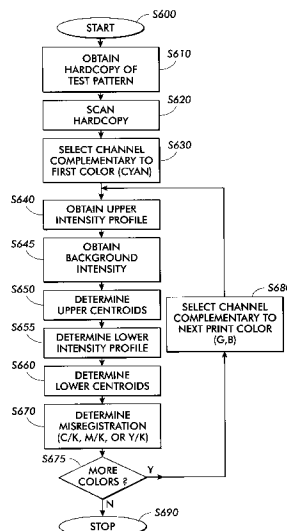 S600
START
S610
OBTAIN
HARDCOPY OF
TEST PATTERN
S620
SCAN
HARDCOPY
S630
SELECT CHANNEL
COMPLEMENTARY TO
FIRST COLOR (CYAN)
S640
OBTAIN UPPER
INTENSITY PROFILE
S645
OBTAIN
BACKGROUND
INTENSITY
S650
DETERMINE
UPPER CENTROIDS
S655
DETERMINE LOWER
INTENSITY PROFILE
S660
DETERMINE
LOWER CENTROIDS
S670
DETERMINE
MISREGISTRATION
(C/K, M/K, OR Y/K)
S675
MORE
COLORS ?
Y
N
S680
SELECT CHANNEL
COMPLEMENTARY TO
NEXT PRINT COLOR
(G,B)
S690
STOP